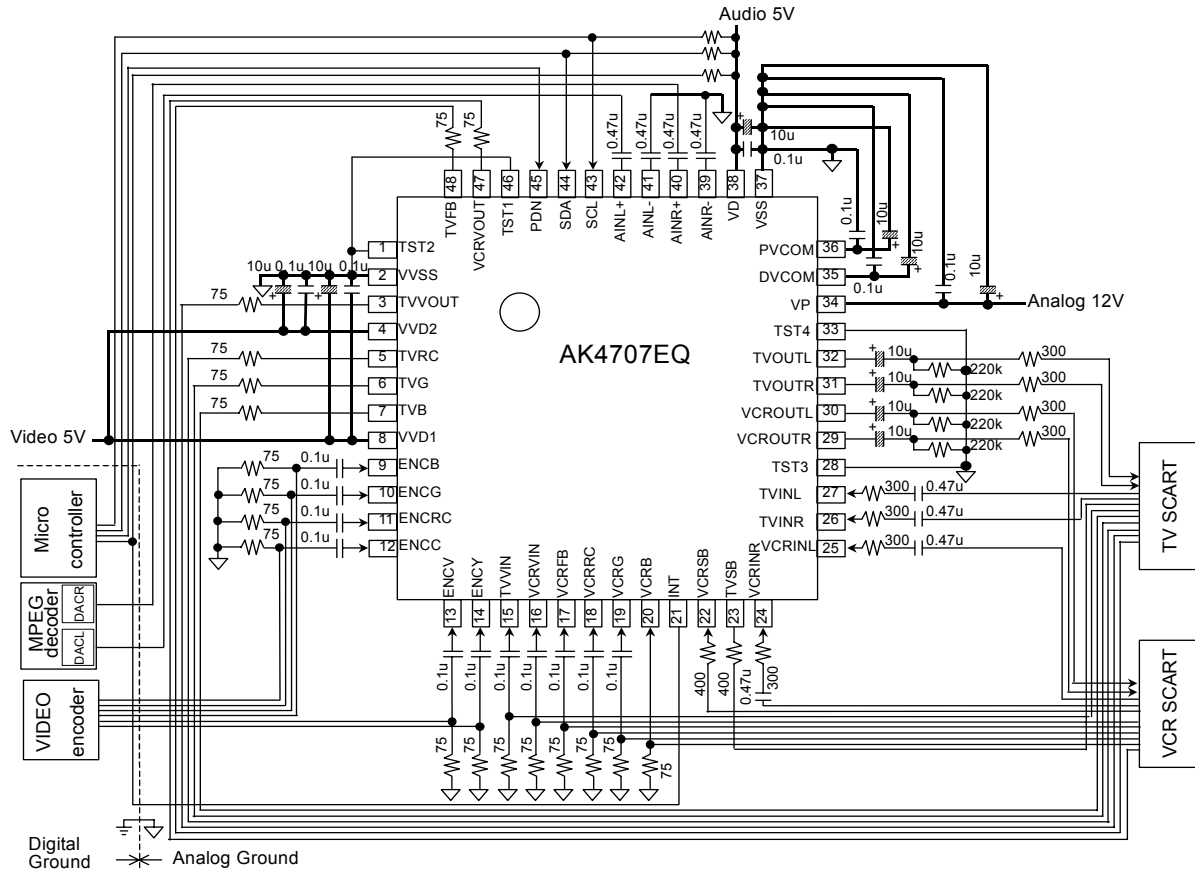 Audio 5V
75
75
0.47u
0.47u
0.47u
0.47u
+
10u
0.1u
48
47
46
45
44
43
42
41
40
39
38
37
TVFB
VCRVOUT
TST1
PDN
SDA
SCL
AINL+
AINL-
AINR+
AINR-
VD
VSS
0.1u
10u
+
10u
+
0.1u
0.1u
10u
+
1 TST2
10u 0.1u 10u 0.1u
2 VVSS
+
+
75
3 TVVOUT
4 VVD2
75
5 TVRC
75
6 TVG
75
7 TVB
Video 5V
8 VVD1
75
0.1u
9 ENCB
75
0.1u
10 ENCG
75
0.1u
11 ENCRC
75
0.1u
12 ENCC
AK4707EQ
PVCOM 36
DVCOM 35
VP 34
Analog 12V
TST4 33
TVOUTL 32
+
10u
220k
300
TVOUTR 31
+
10u
220k
300
VCROUTL 30
+
10u
220k
300
VCROUTR 29
+
10u
220k
300
TST3 28
TVINL 27
300
0.47u
TVINR 26
300
0.47u
VCRINL 25
300
0.47u
ENCV
ENCY
TVVIN
VCRVIN
VCRFB
VCRRC
VCRG
VCRB
INT
VCRSB
TVSB
VCRINR
13
14
15
16
17
18
19
20
21
22
23
24
0.1u
0.1u
0.1u
0.1u
0.1u
0.1u
0.1u
400
400
0.47u
300
75
75
75
75
75
75
75
75
Micro
controller
MPEG
decoder
DACR
DACL
VIDEO
encoder
TV SCART
VCR SCART
Digital
Ground
Analog Ground